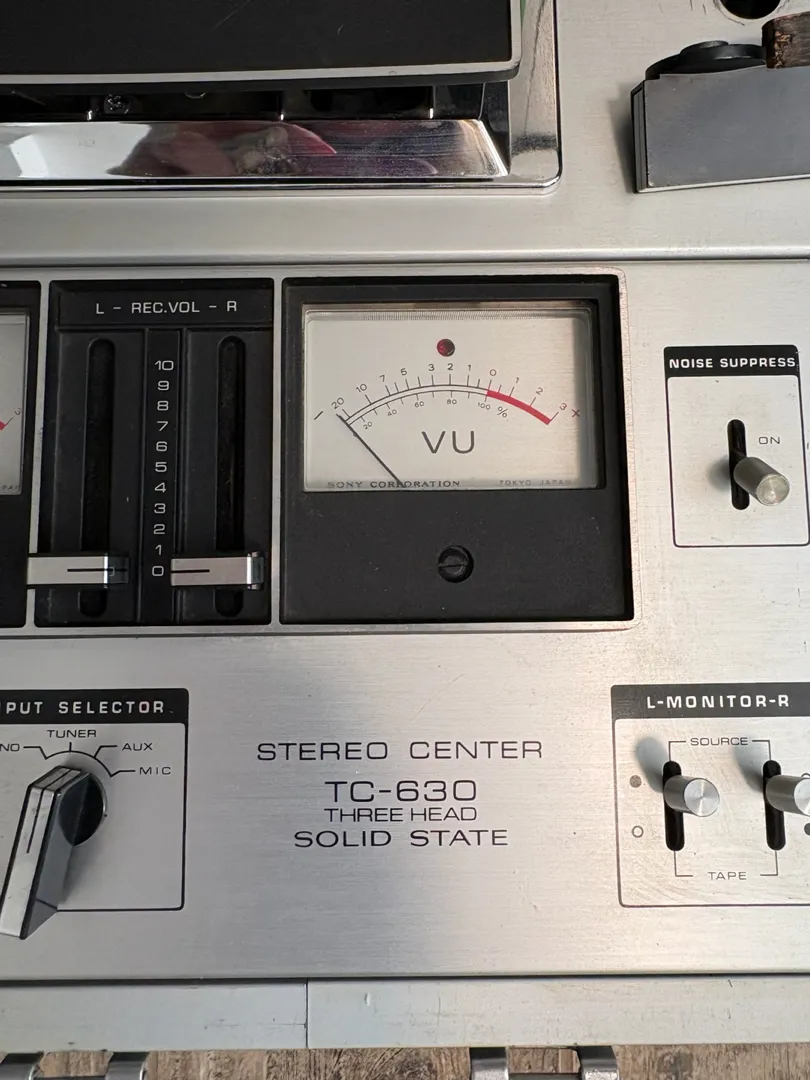 L - REC.VOL - R
10
9
8
7
6
5
4
3
2
1
0
3
- 20 10 7 5 3 2 1 0 1 2 3 +
20 40 60 80 100 %
VU
SONY CORPORATION TOKYO JAPAN
NOISE SUPPRESS
ON
PUT SELECTOR
NO
TUNER
AUX
MIC
STEREO CENTER
TC-630
THREE HEAD
SOLID STATE
L-MONITOR-R
SOURCE
TAPE